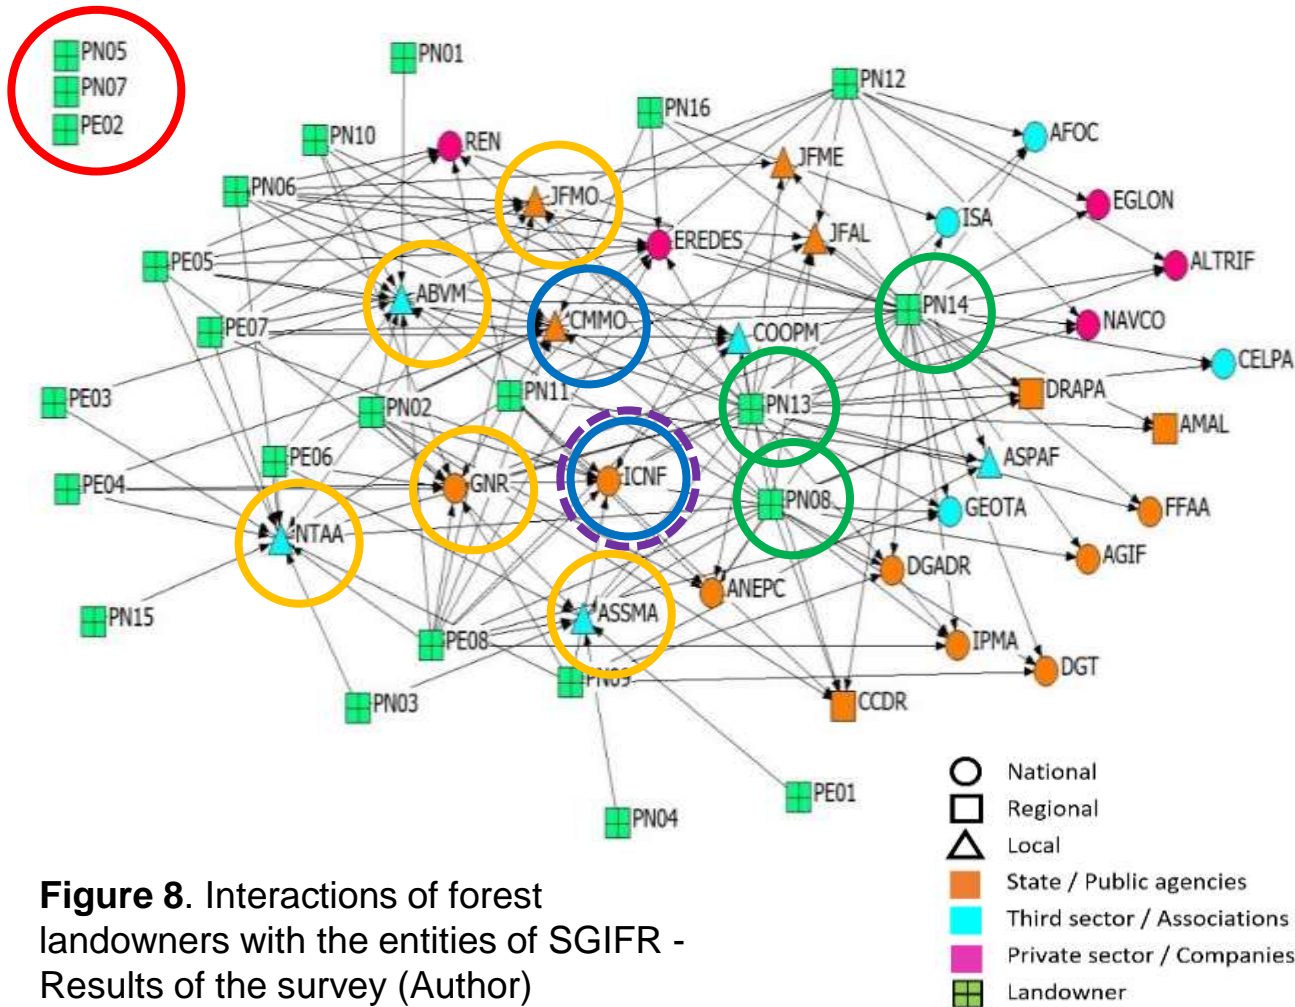 PN05
PN07
PE02
PN01
PN12
PN16
AFOC
PN10
REN
JFME
PN06
JFMO
EGLON
ISA
EREDES
JFAL
PE05
ALTRIF
ABVM
PN14
PE07
CMMO
COOPM
NAVCO
CELPA
PE03
PN02
PN11
PN13
DRAPA
AMAL
PE06
ASPAF
PE04
GNR
ICNF
PN08
GEOTA
FFAA
NTAA
AGIF
DGADR
ANEPC
PN15
ASSMA
PE08
IPMA
DGT
PN09
PN03
CCDR
PE01
PN04
National
Regional
Local
State / Public agencies
Third sector / Associations
Private sector / Companies
Landowner
Figure 8. Interactions of forest
landowners with the entities of SGIFR -
Results of the survey (Author)